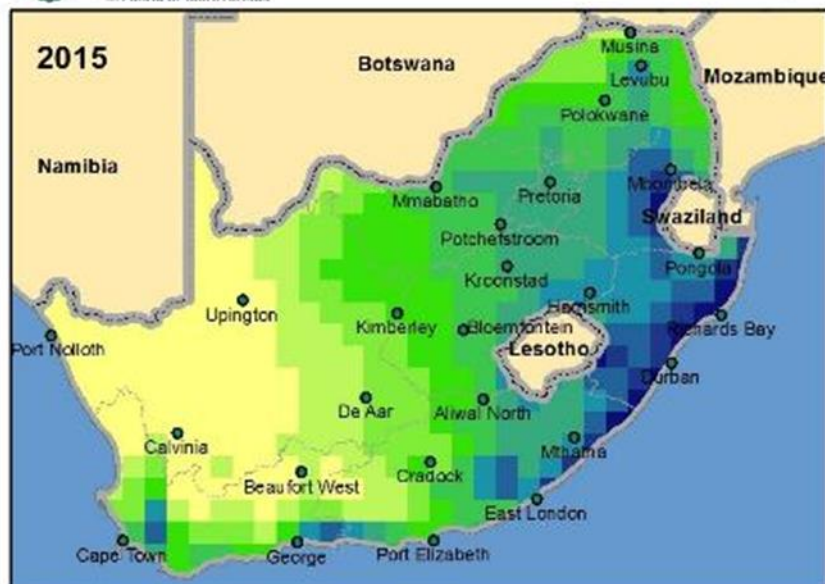 2015
Botswana
Musina
Levubu
Mozambique
Polokwane
Namibia
Mmabatho
Pretoria
Mbombela
Swaziland
Potchefstroom
Pongola
Kroonstad
Upington
Harrismith
Kimberley
Bloemfontein
Richards Bay
Port Nolloth
Lesotho
Durban
De Aar
Aliwal North
Calvinia
Mthatha
Cradock
Beaufort West
East London
Cape Town
George
Port Elizabeth